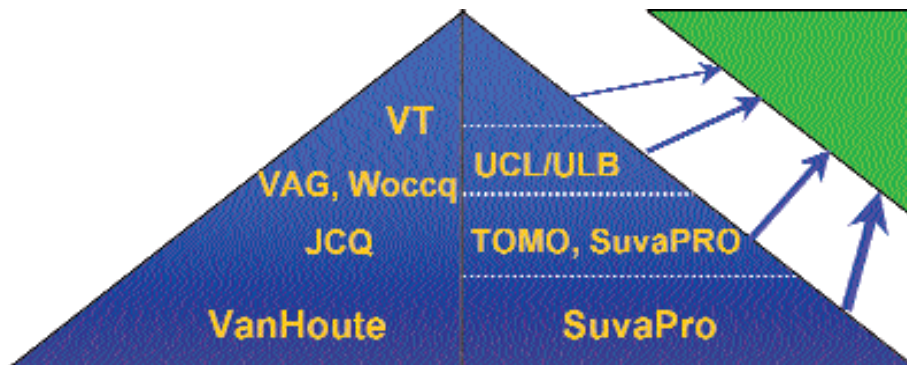 VT
UCL/ULB
VAG, Woccq
JCQ
TOMO, SuvaPRO
VanHoute
SuvaPro